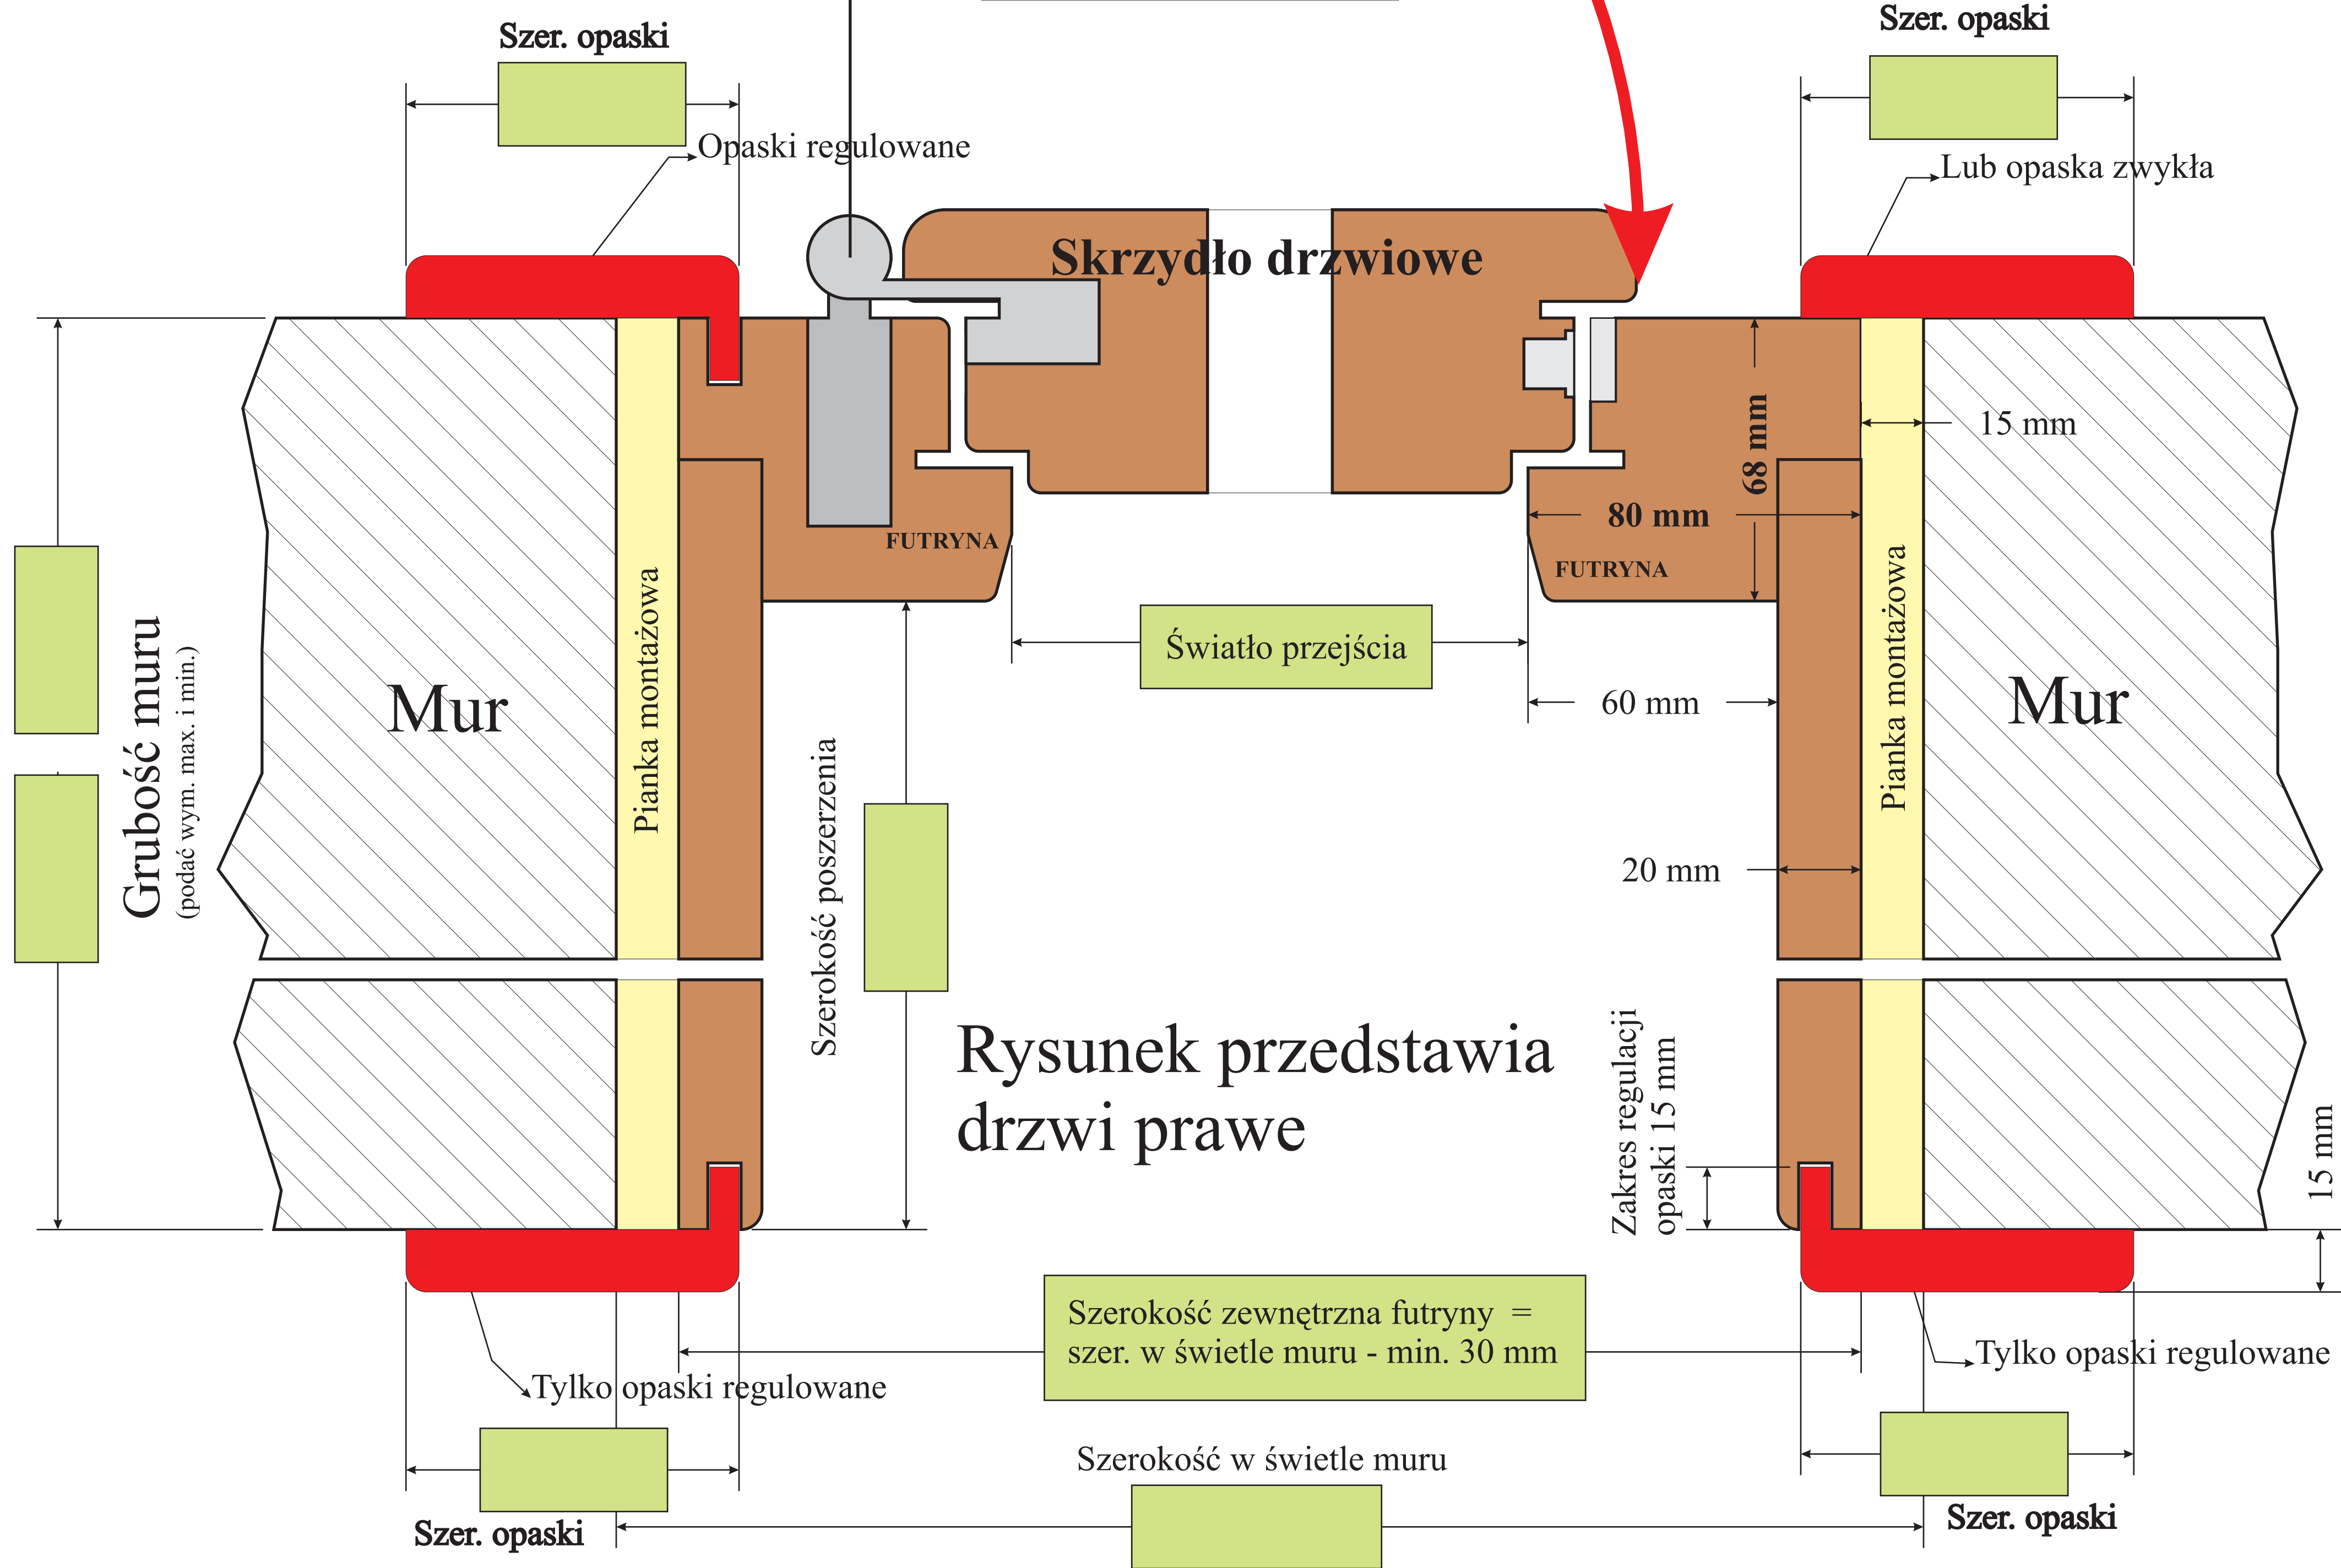 Szer. opaski
Szer. opaski
Opaski regulowane
Lub opaska zwykła
Skrzydło drzwiowe
68 mm
15 mm
80 mm
FUTRYNA
FUTRYNA
Grubość muru
(podać wym. max. i min.)
Mur
Pianka montażowa
Światło przejścia
60 mm
Pianka montażowa
Mur
Szerokość poszerzenia
20 mm
Rysunek przedstawia
drzwi prawe
Zakres regulacji
opaski 15 mm
15 mm
Szerokość zewnętrzna futryny =
szer. w świetle muru - min. 30 mm
Tylko opaski regulowane
Tylko opaski regulowane
Szerokość w świetle muru
Szer. opaski
Szer. opaski